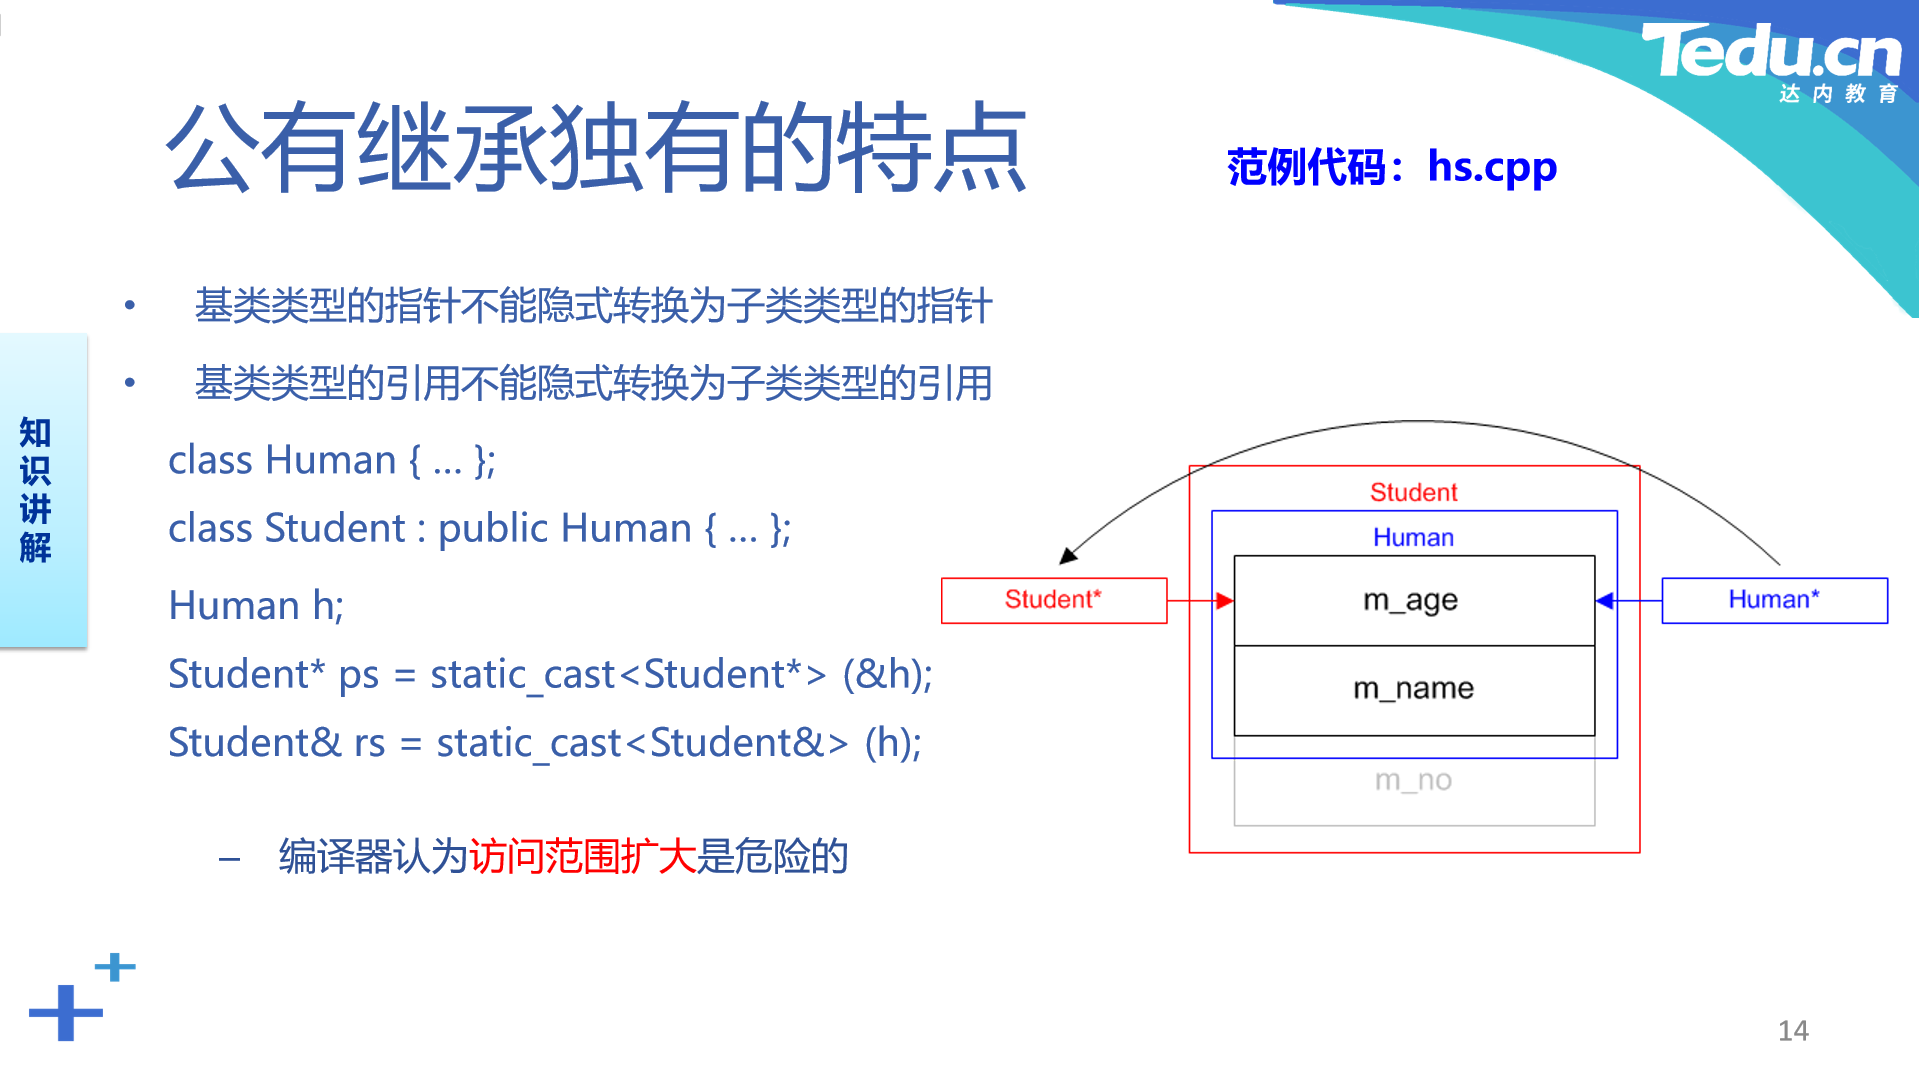 Tedu.cn
达内教育
公有继承独有的特点
范例代码：hs.cpp
• 基类类型的指针不能隐式转换为子类类型的指针
• 基类类型的引用不能隐式转换为子类类型的引用
class Human { … };
class Student : public Human { … };
Human h;
Student* ps = static_cast<Student*> (&h);
Student& rs = static_cast<Student&> (h);
– 编译器认为访问范围扩大是危险的
知
识
讲
解
Student
Human
Student*
m_age
Human*
m_name
m_no
14